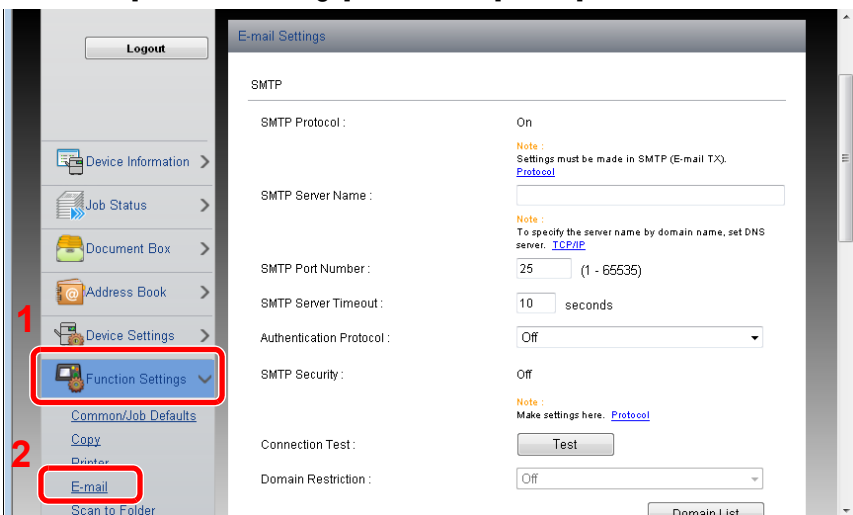 Logout
Device Information
Job Status
Document Box
Address Book
1
Device Settings
Function Settings
Common/Job Defaults
Copy
2
Printer
E-mail
Scan to Folder
E-mail Settings
SMTP
SMTP Protocol :
On
Note :
Settings must be made in SMTP (E-mail TX).
Protocol
SMTP Server Name :
Note :
To specify the server name by domain name, set DNS
server. TCP/IP
SMTP Port Number :
25 (1 - 65535)
SMTP Server Timeout :
10 seconds
Authentication Protocol :
Off
SMTP Security :
Off
Note :
Make settings here. Protocol
Connection Test :
Test
Domain Restriction :
Off
Domain List